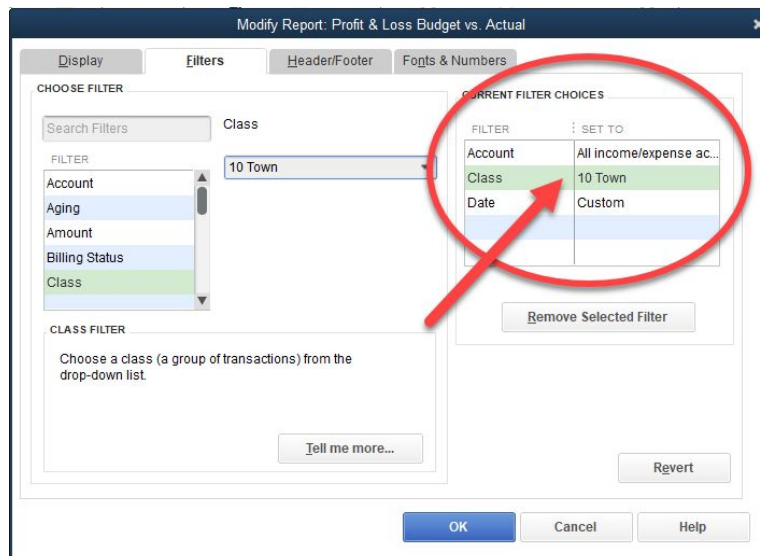 Modify Report: Profit & Loss Budget vs. Actual
Display Filters Header/Footer Fonts & Numbers
CHOOSE FILTER
Search Filters
Class
FILTER
10 Town
Account
Aging
Amount
Billing Status
Class
CLASS FILTER
Choose a class (a group of transactions) from the
drop-down list.
Tell me more...
CURRENT FILTER CHOICES
FILTER SET TO
Account All income/expense ac...
Class 10 Town
Date Custom
Remove Selected Filter
Revert
OK Cancel Help